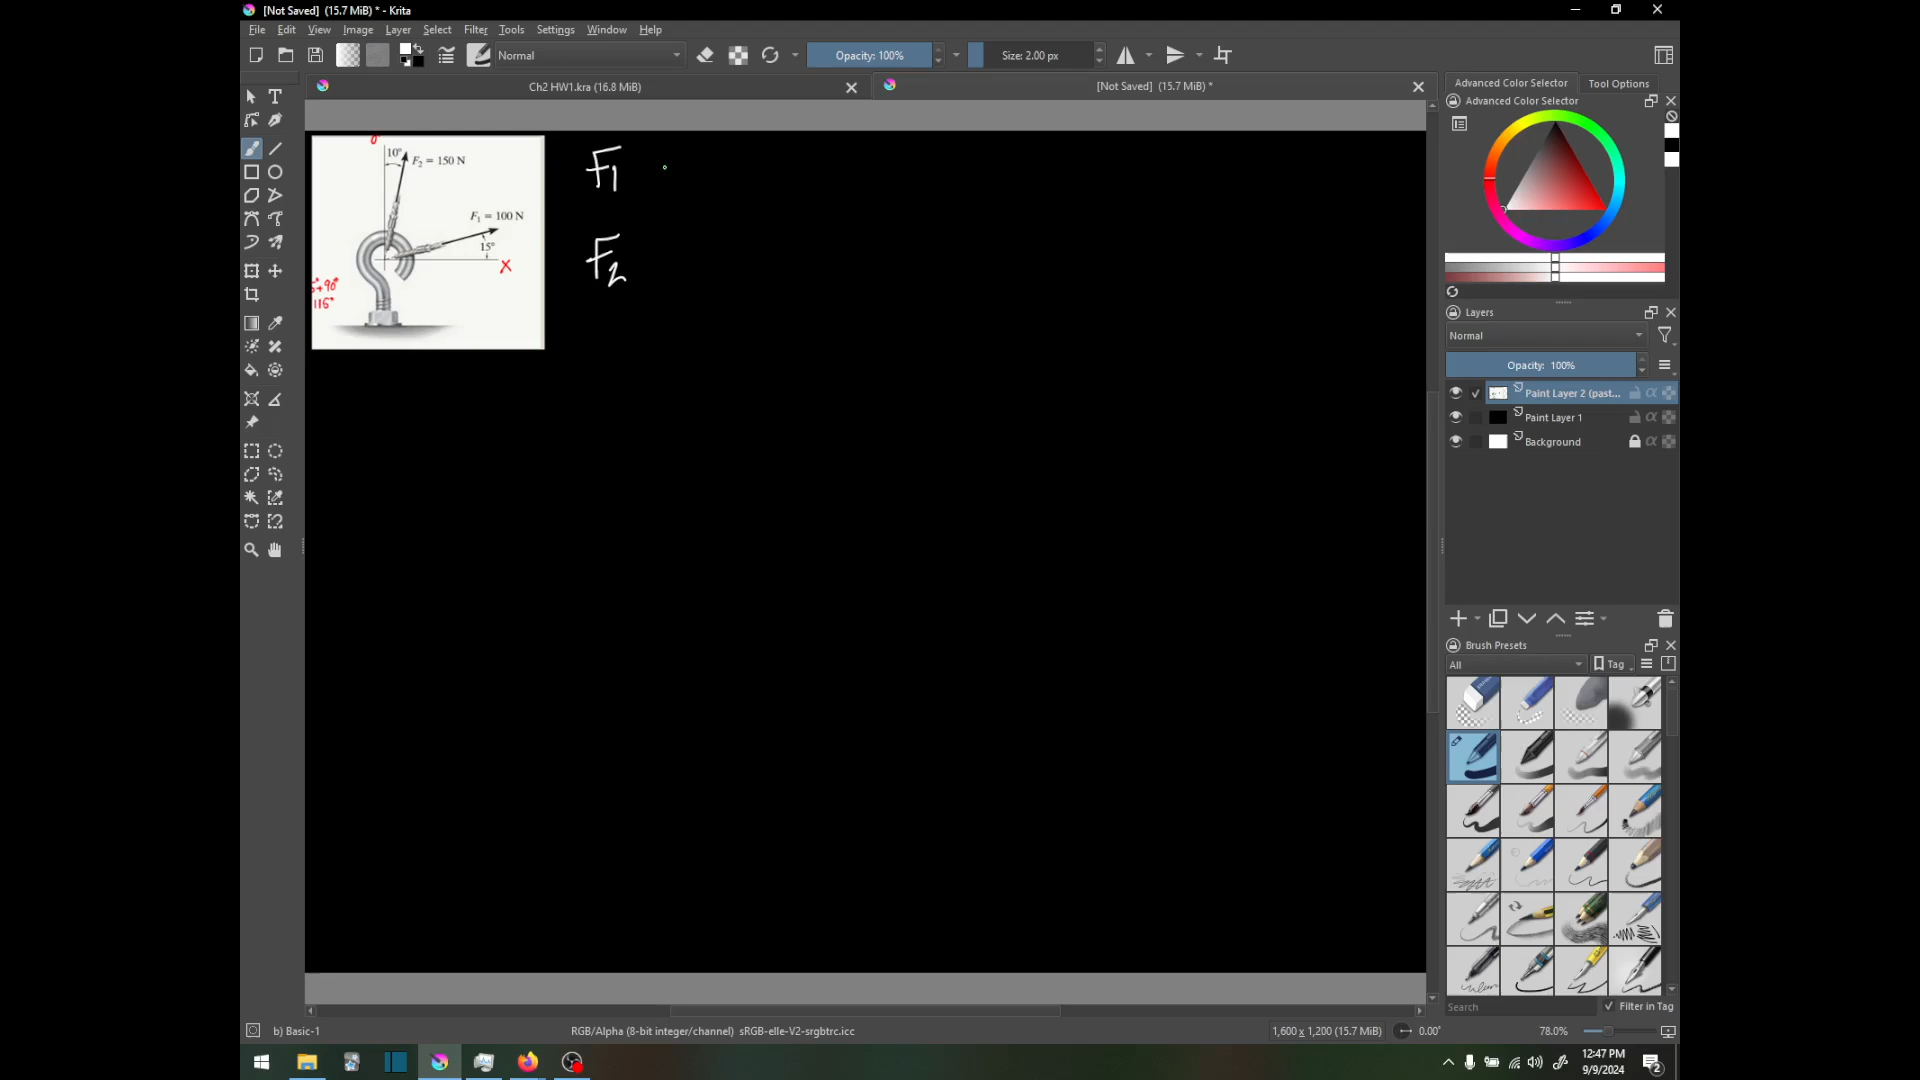 [Not Saved] (15.7 MiB) * - Krita
File Edit View Image Layer Select Filter Tools Settings Window Help
Normal
Opacity: 100%
Size: 2.00 px
Ch2 HW1.kra (16.8 MiB)
[Not Saved] (15.7 MiB) *
Advanced Color Selector
Tool Options
Advanced Color Selector
10°
F₂ = 150 N
F₁ = 100 N
15°
X
+90°
115°
F1
F2
Layers
Normal
Opacity: 100%
Paint Layer 2 (past...
Paint Layer 1
Background
Brush Presets
All
Tag
Search
Filter in Tag
b) Basic-1
RGB/Alpha (8-bit integer/channel) sRGB-elle-V2-srgbtrc.icc
1,600 x 1,200 (15.7 MiB)
0.00°
78.0%
12:47 PM
9/9/2024
2